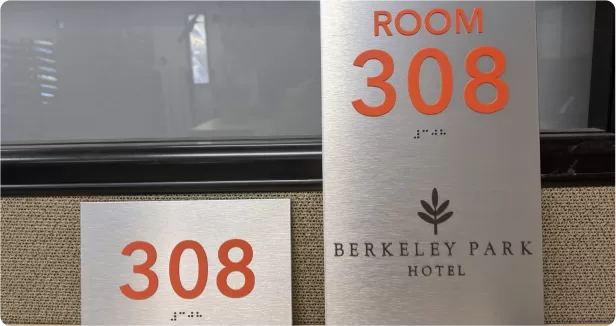 ROOM
308
⠼⠉⠚⠓
BERKELEY PARK
HOTEL
308
⠼⠉⠚⠓